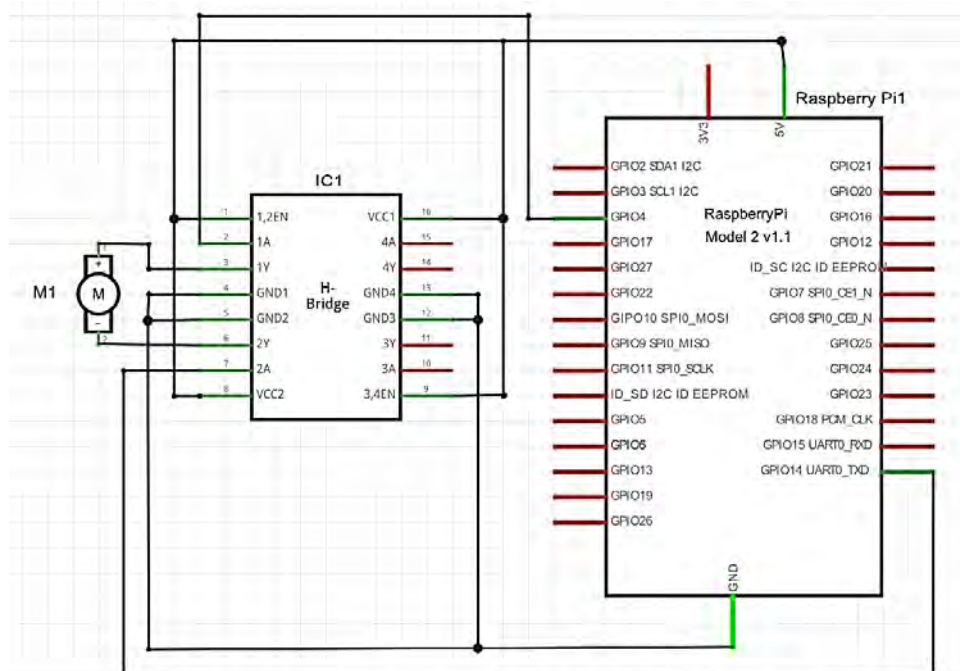 Raspberry Pi1
3V3
5V
GPIO2 SDA1 I2C
GPIO21
GPIO3 SCL1 I2C
GPIO20
GPIO4
RaspberryPi
Model 2 v1.1
GPIO16
GPIO17
GPIO12
GPIO27
ID_SC I2C ID EEPROM
GPIO22
GPIO7 SPI0_CE1_N
GIPO10 SPI0_MOSI
GPIO8 SPI0_CE0_N
GPIO9 SPI0_MISO
GPIO25
GPIO11 SPI0_SCLK
GPIO24
ID_SD I2C ID EEPROM
GPIO23
GPIO5
GPIO18 PCM_CLK
GPIO6
GPIO15 UART0_RXD
GPIO13
GPIO14 UART0_TXD
GPIO19
GPIO26
GND
IC1
H-
Bridge
1 1,2EN
VCC1 16
2 1A
4A 15
3 1Y
4Y 14
4 GND1
GND4 13
5 GND2
GND3 12
6 2Y
3Y 11
7 2A
3A 10
8 VCC2
3,4EN 9
M1
1
+
M
-
2